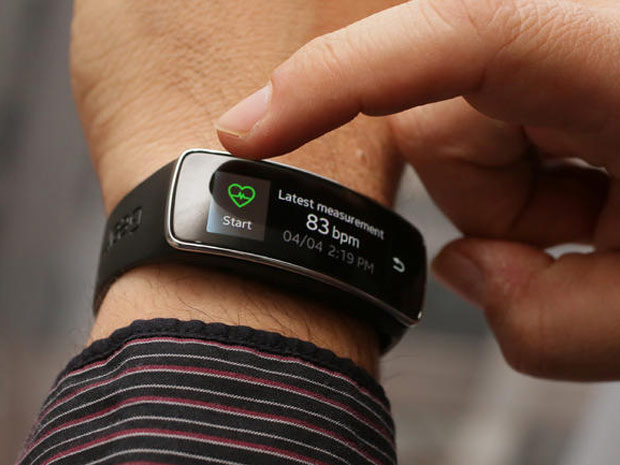 Start
Latest measurement
83 bpm
04/04 2:19 PM